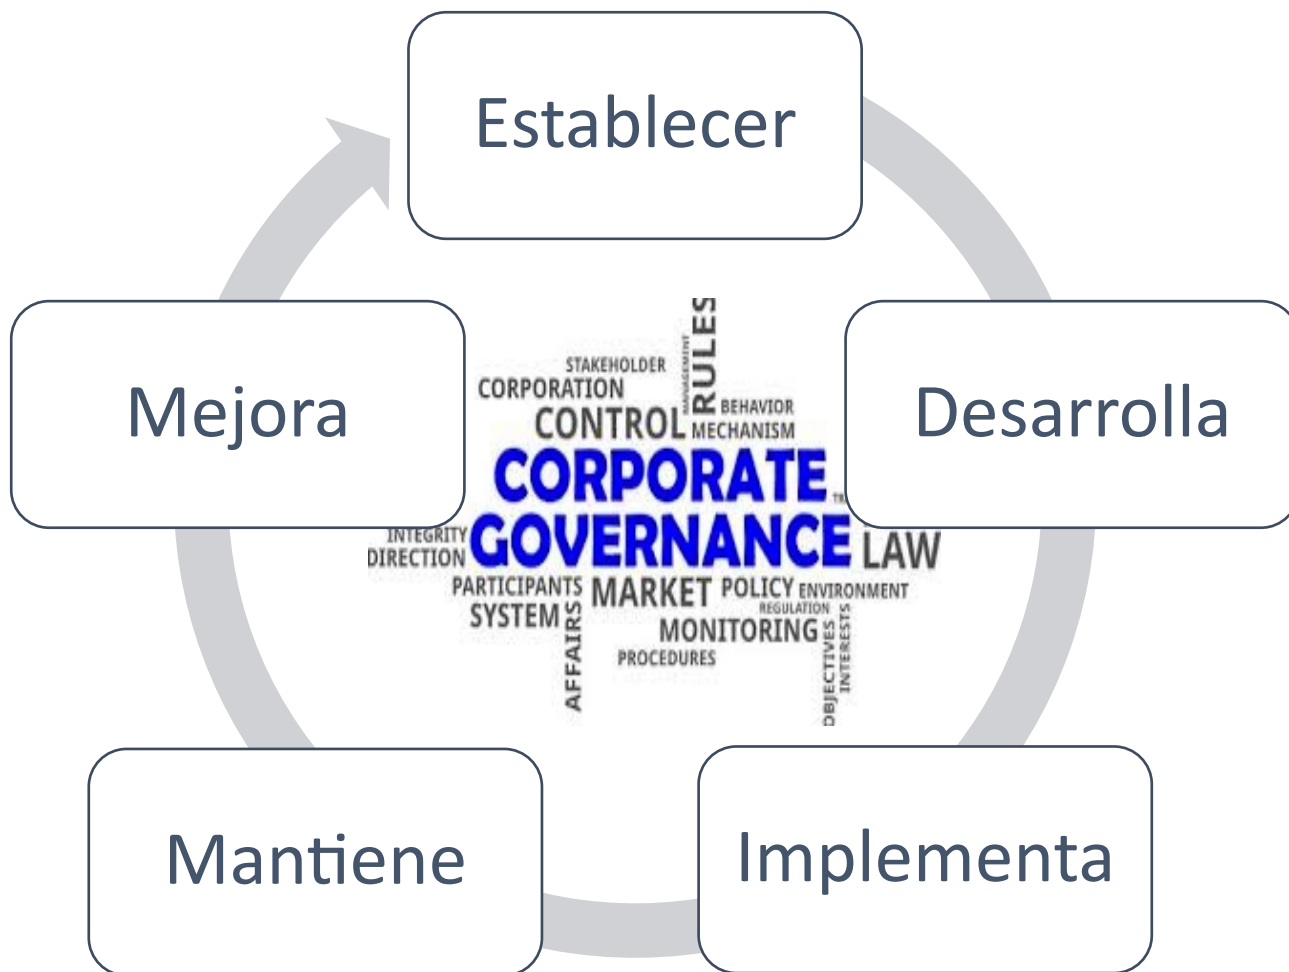 Establecer
Mejora
Desarrolla
STAKEHOLDER
CORPORATION
MANAGEMENT
RULES
CONTROL
BEHAVIOR
MECHANISM
CORPORATE
GOVERNANCE
INTEGRITY
DIRECTION
LAW
PARTICIPANTS
MARKET
POLICY
ENVIRONMENT
SYSTEM
AFFAIRS
REGULATION
MONITORING
PROCEDURES
OBJECTIVES
INTERESTS
Mantiene
Implementa